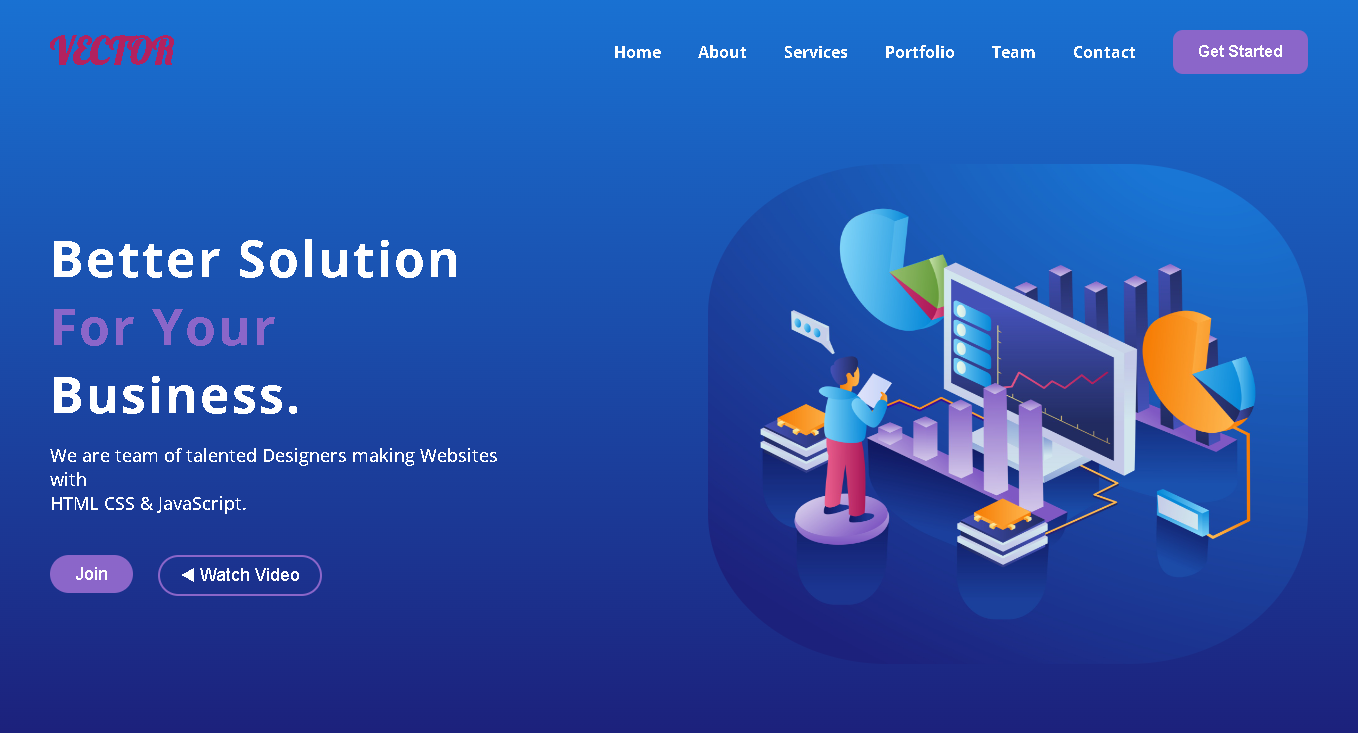 VECTOR
Home About Services Portfolio Team Contact Get Started
Better Solution
For Your
Business.
We are team of talented Designers making Websites
with
HTML CSS & JavaScript.
Join Watch Video